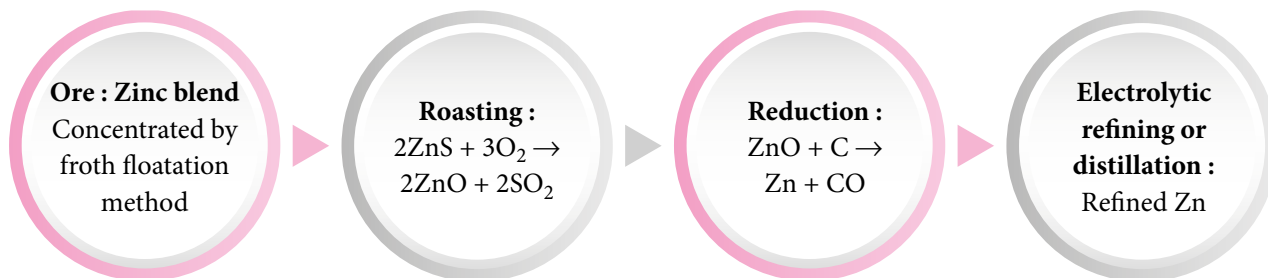 Ore : Zinc blend
Concentrated by
froth floatation
method
Roasting :
2ZnS + 3O₂ →
2ZnO + 2SO₂
Reduction :
ZnO + C →
Zn + CO
Electrolytic
refining or
distillation :
Refined Zn